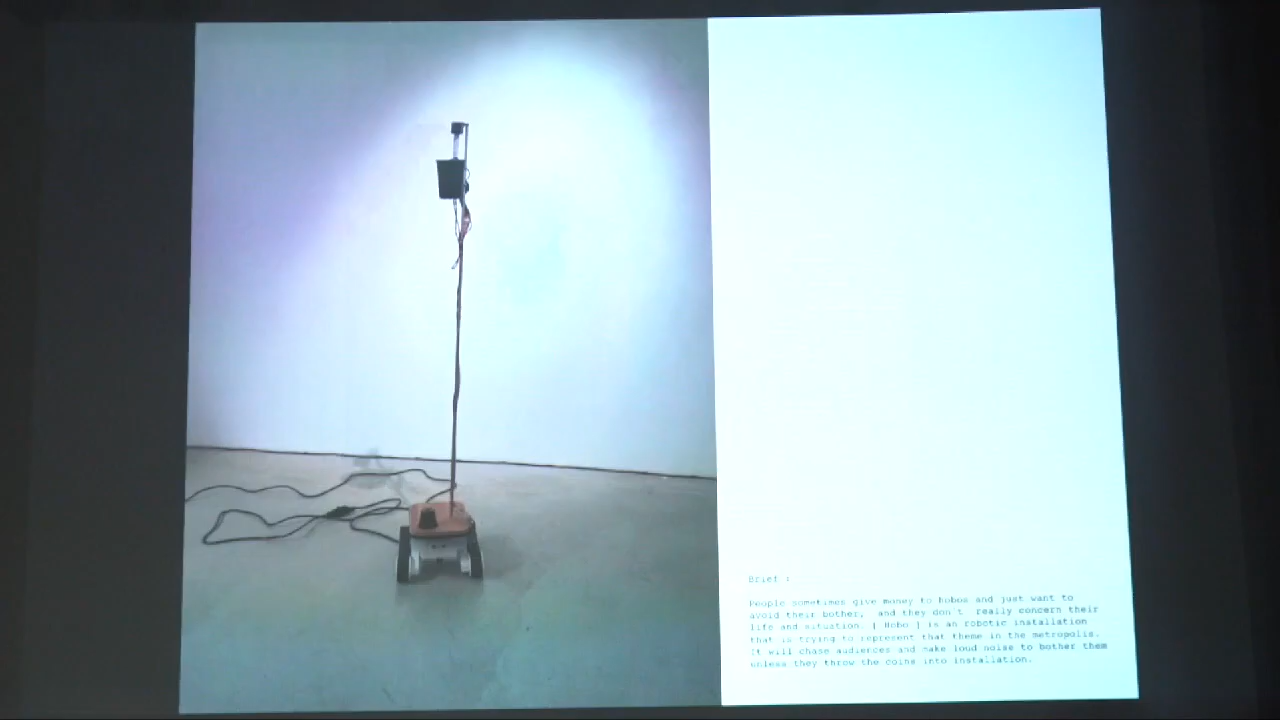 Brief :
People sometimes give money to hobos and just want to
avoid their bother, and they don't really concern their
life and situation. [ Hobo ] is an robotic installation
that is trying to represent that theme in the metropolis.
It will chase audiences and make loud noise to bother them
unless they throw the coins into installation.